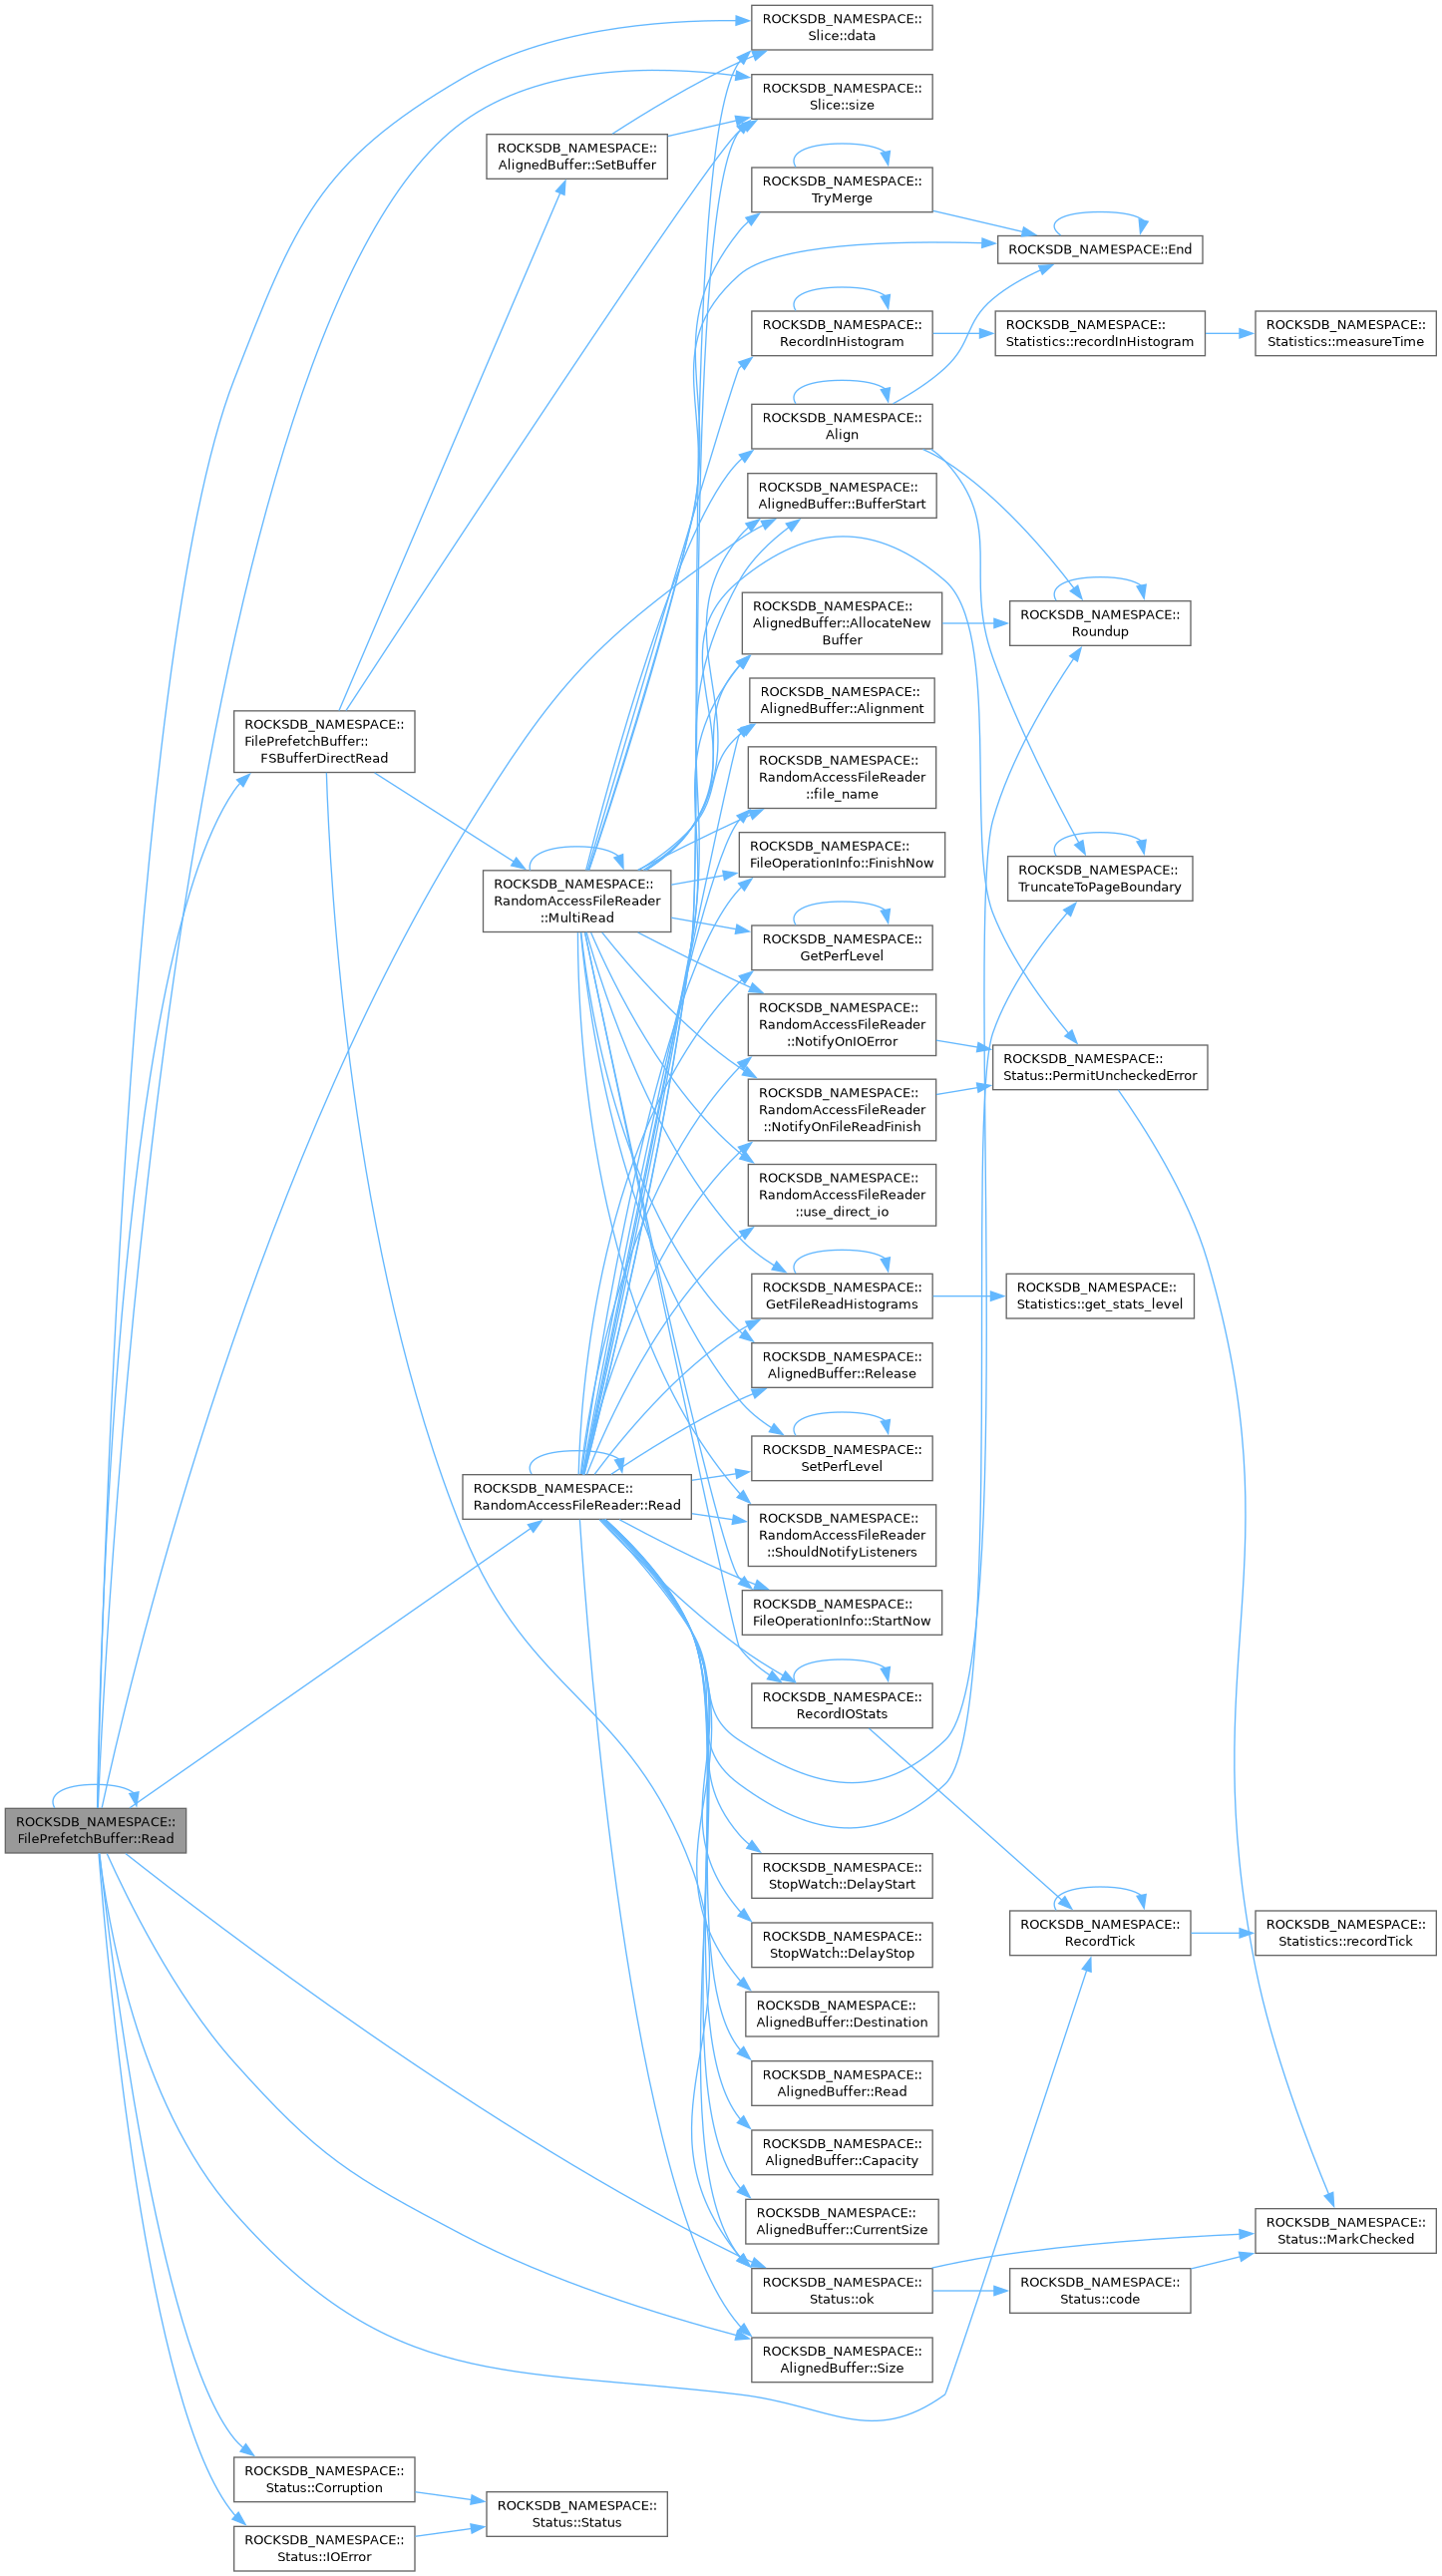 ROCKSDB_NAMESPACE::
FilePrefetchBuffer::Read
ROCKSDB_NAMESPACE::
FilePrefetchBuffer::
FSBufferDirectRead
ROCKSDB_NAMESPACE::
Status::Corruption
ROCKSDB_NAMESPACE::
Status::IOError
ROCKSDB_NAMESPACE::
AlignedBuffer::SetBuffer
ROCKSDB_NAMESPACE::
RandomAccessFileReader
::MultiRead
ROCKSDB_NAMESPACE::
RandomAccessFileReader::Read
ROCKSDB_NAMESPACE::
Status::Status
ROCKSDB_NAMESPACE::
Slice::data
ROCKSDB_NAMESPACE::
Slice::size
ROCKSDB_NAMESPACE::
TryMerge
ROCKSDB_NAMESPACE::
RecordInHistogram
ROCKSDB_NAMESPACE::
Align
ROCKSDB_NAMESPACE::
AlignedBuffer::BufferStart
ROCKSDB_NAMESPACE::
AlignedBuffer::AllocateNew
Buffer
ROCKSDB_NAMESPACE::
AlignedBuffer::Alignment
ROCKSDB_NAMESPACE::
RandomAccessFileReader
::file_name
ROCKSDB_NAMESPACE::
FileOperationInfo::FinishNow
ROCKSDB_NAMESPACE::
GetPerfLevel
ROCKSDB_NAMESPACE::
RandomAccessFileReader
::NotifyOnIOError
ROCKSDB_NAMESPACE::
RandomAccessFileReader
::NotifyOnFileReadFinish
ROCKSDB_NAMESPACE::
RandomAccessFileReader
::use_direct_io
ROCKSDB_NAMESPACE::
GetFileReadHistograms
ROCKSDB_NAMESPACE::
AlignedBuffer::Release
ROCKSDB_NAMESPACE::
SetPerfLevel
ROCKSDB_NAMESPACE::
RandomAccessFileReader
::ShouldNotifyListeners
ROCKSDB_NAMESPACE::
FileOperationInfo::StartNow
ROCKSDB_NAMESPACE::
RecordIOStats
ROCKSDB_NAMESPACE::
StopWatch::DelayStart
ROCKSDB_NAMESPACE::
StopWatch::DelayStop
ROCKSDB_NAMESPACE::
AlignedBuffer::Destination
ROCKSDB_NAMESPACE::
AlignedBuffer::Read
ROCKSDB_NAMESPACE::
AlignedBuffer::Capacity
ROCKSDB_NAMESPACE::
AlignedBuffer::CurrentSize
ROCKSDB_NAMESPACE::
Status::ok
ROCKSDB_NAMESPACE::
AlignedBuffer::Size
ROCKSDB_NAMESPACE::End
ROCKSDB_NAMESPACE::
Statistics::recordInHistogram
ROCKSDB_NAMESPACE::
Roundup
ROCKSDB_NAMESPACE::
TruncateToPageBoundary
ROCKSDB_NAMESPACE::
Status::PermitUncheckedError
ROCKSDB_NAMESPACE::
Statistics::get_stats_level
ROCKSDB_NAMESPACE::
RecordTick
ROCKSDB_NAMESPACE::
Status::code
ROCKSDB_NAMESPACE::
Statistics::measureTime
ROCKSDB_NAMESPACE::
Statistics::recordTick
ROCKSDB_NAMESPACE::
Status::MarkChecked